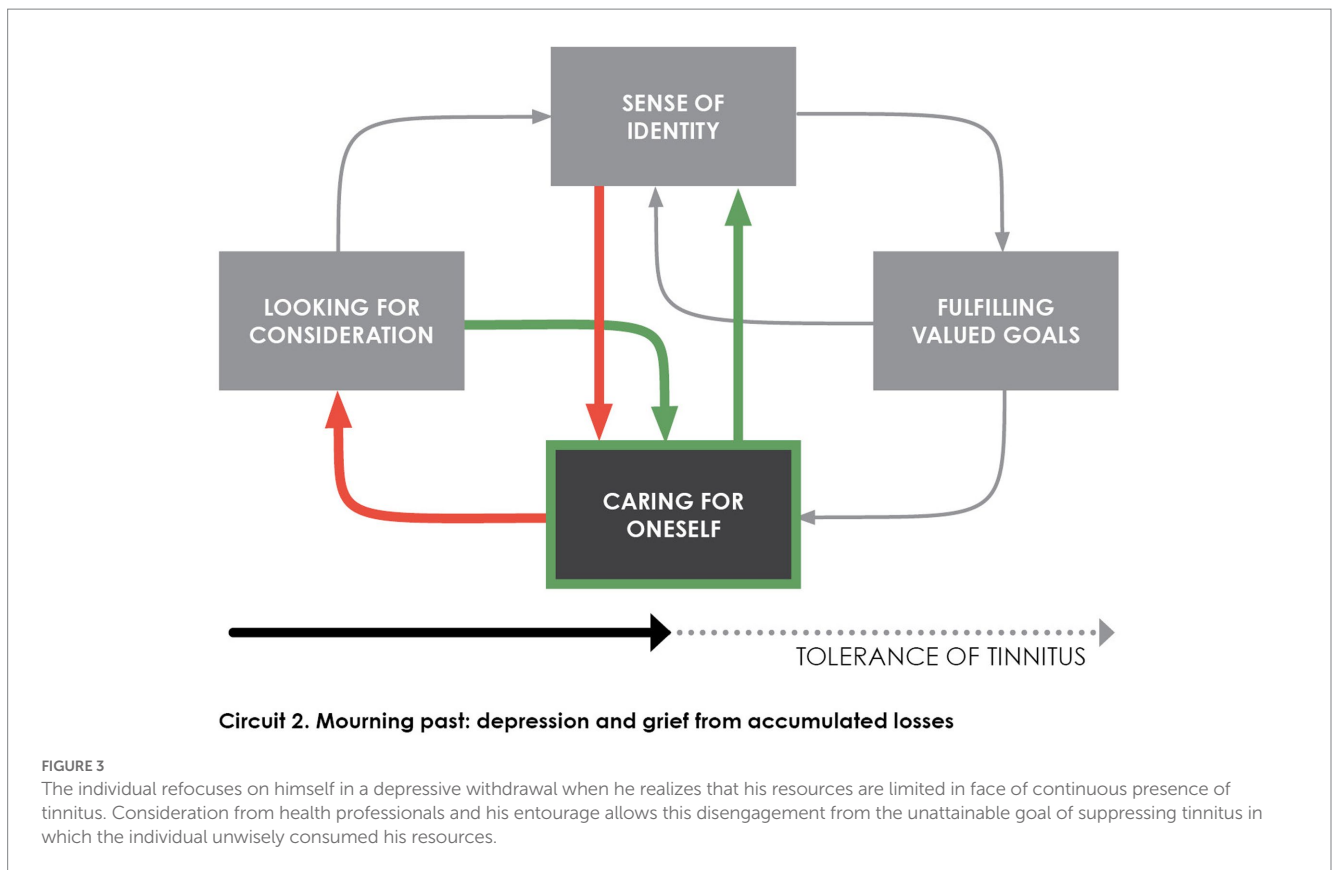 SENSE OF
IDENTITY
LOOKING FOR
CONSIDERATION
FULFILLING
VALUED GOALS
CARING FOR
ONESELF
TOLERANCE OF TINNITUS
Circuit 2. Mourning past: depression and grief from accumulated losses
FIGURE 3
The individual refocuses on himself in a depressive withdrawal when he realizes that his resources are limited in face of continuous presence of
tinnitus. Consideration from health professionals and his entourage allows this disengagement from the unattainable goal of suppressing tinnitus in
which the individual unwisely consumed his resources.